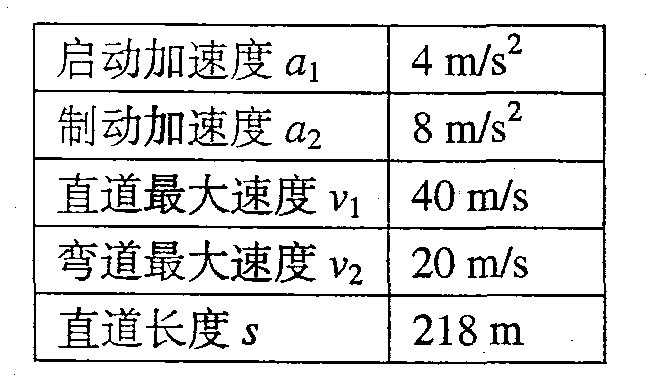 启动加速度 a₁ 4 m/s²
制动加速度 a₂ 8 m/s²
直道最大速度 v₁ 40 m/s
弯道最大速度 v₂ 20 m/s
直道长度 s 218 m